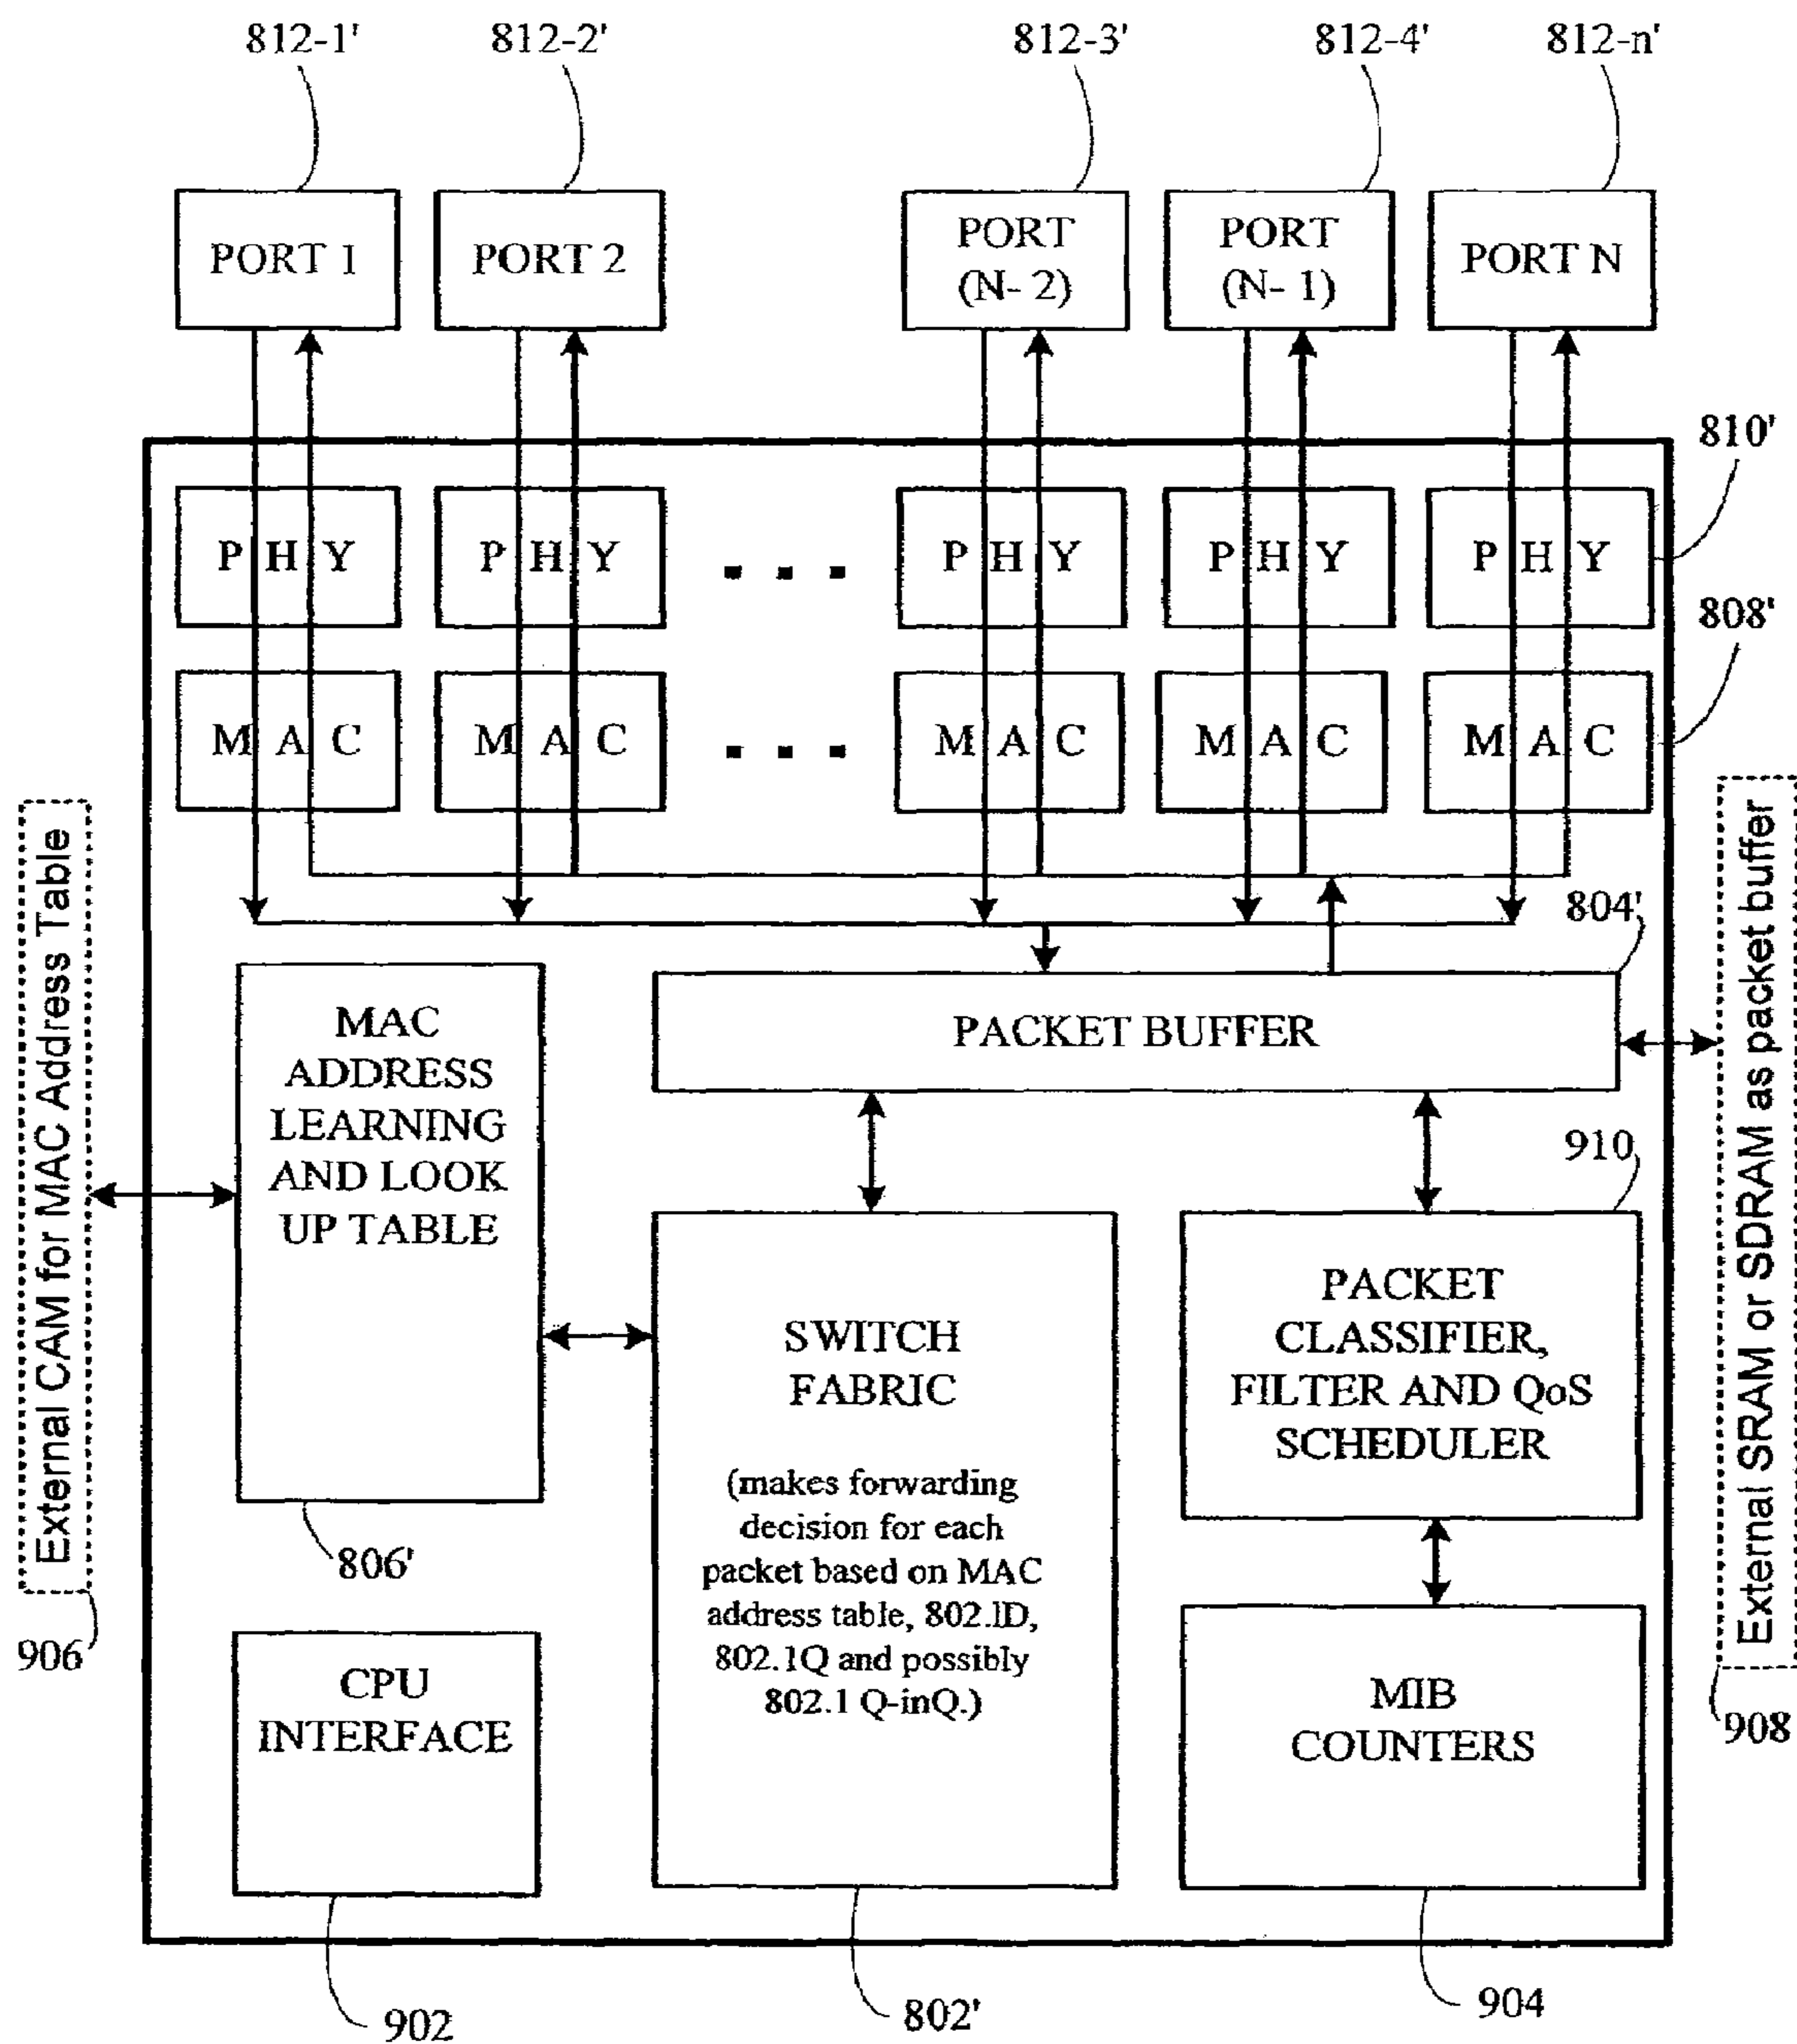 812-1'
812-2'
812-3'
812-4'
812-n'
PORT 1
PORT 2
PORT
(N- 2)
PORT
(N- 1)
PORT N
810'
P H Y
P H Y
. . .
P H Y
P H Y
P H Y
808'
M A C
M A C
. . .
M A C
M A C
M A C
External CAM for MAC Address Table
External SRAM or SDRAM as packet buffer
804'
MAC
ADDRESS
LEARNING
AND LOOK
UP TABLE
PACKET BUFFER
910
SWITCH
FABRIC
(makes forwarding
decision for each
packet based on MAC
address table, 802.1D,
802.1Q and possibly
802.1 Q-inQ.)
PACKET
CLASSIFIER,
FILTER AND QoS
SCHEDULER
806'
906
CPU
INTERFACE
MIB
COUNTERS
908
902
802'
904